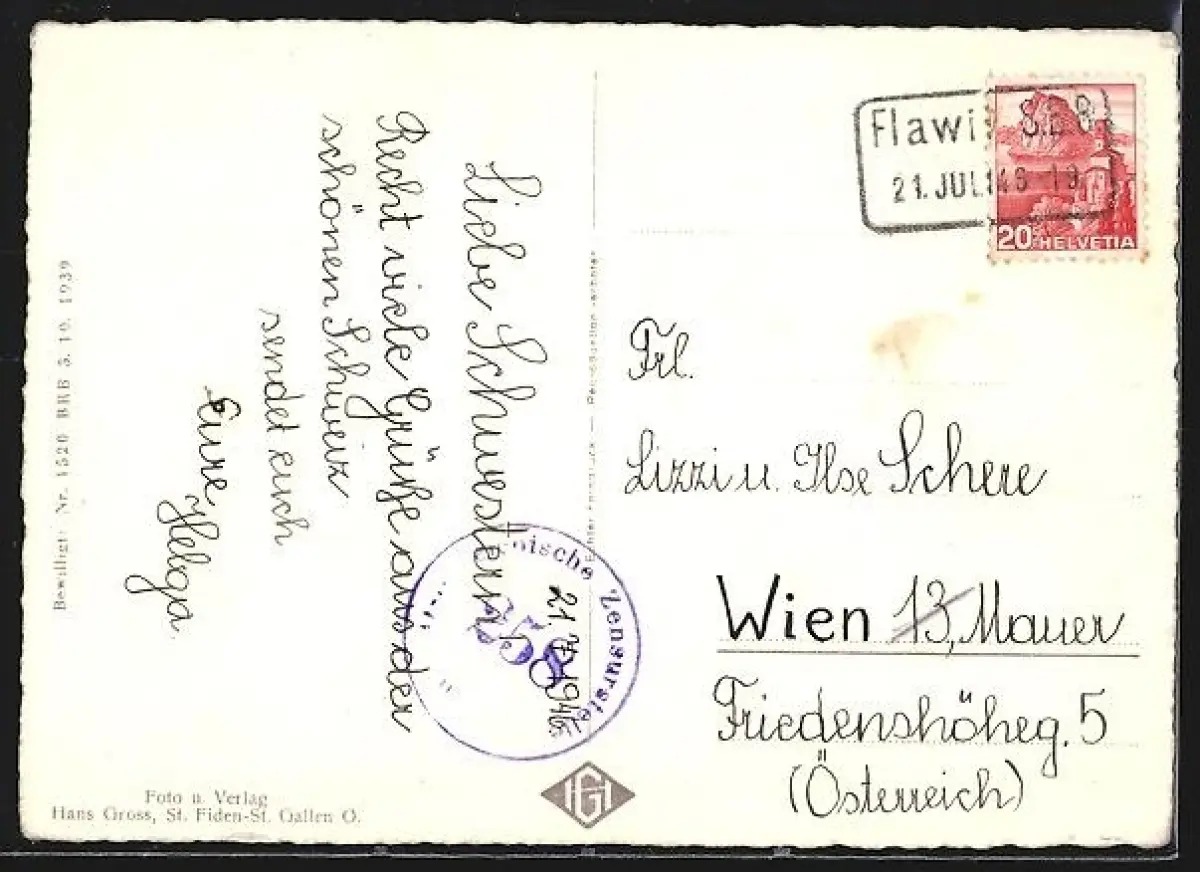 Liebe Schwestern!
21. 7. 1946
Recht viele Grüße aus der
schönen Schweiz
sendet euch
Eure Helga
Flawil S.B.B.
21. JUL 46 19
20 HELVETIA
Frl.
Lizzi u. Ilse Schere
Wien 13, Mauer
Friedenshöheg. 5
(Österreich)
Zensurstel
Bewilligt: Nr. 1520 BRB 3. 10. 1939
Foto u. Verlag
Hans Gross, St. Fiden-St. Gallen O.